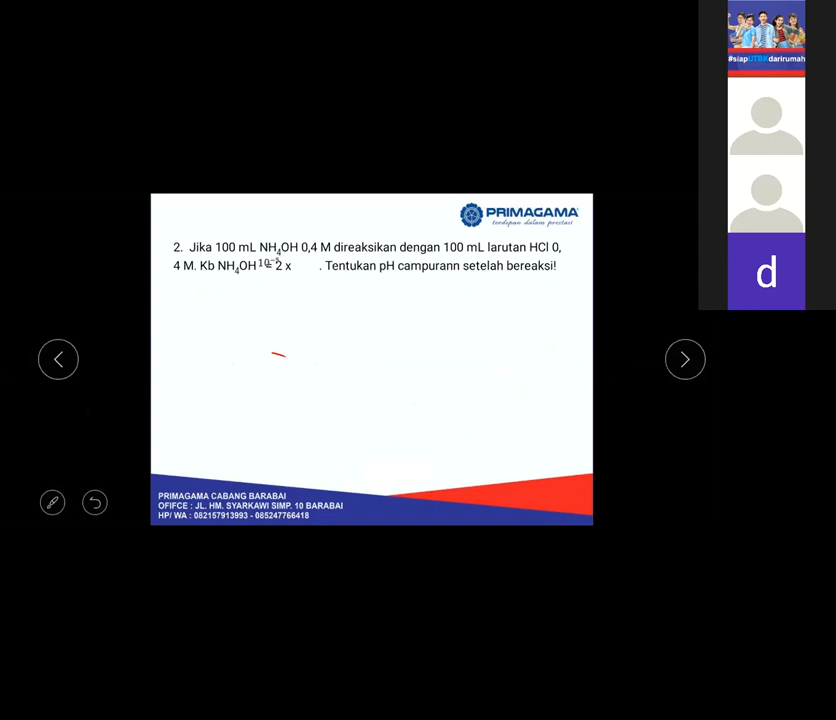 #siapUTBKdarirumah
PRIMAGAMA
terdepan dalam prestasi
2. Jika 100 mL NH4OH 0,4 M direaksikan dengan 100 mL larutan HCl 0,
4 M. Kb NH4OH = 2 x 10⁻⁵ . Tentukan pH campurann setelah bereaksi!
d
PRIMAGAMA CABANG BARABAI
OFIFCE : JL. HM. SYARKAWI SIMP. 10 BARABAI
HP/ WA : 082157913993 - 085247766418